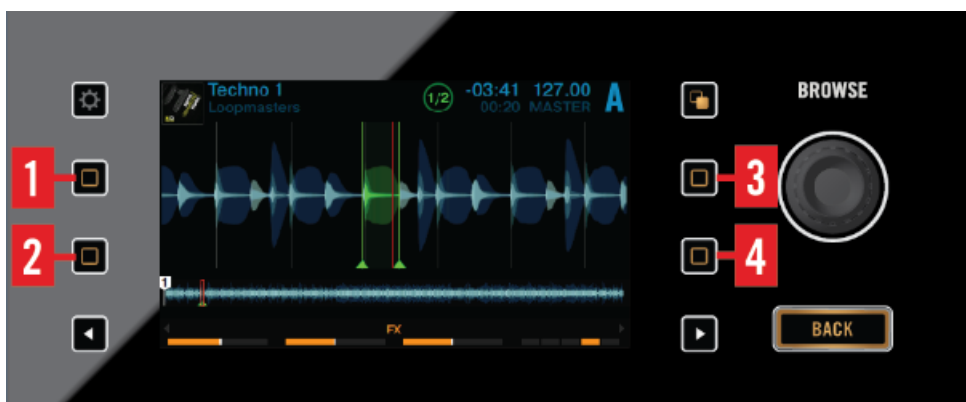 Techno 1
Loopmasters
1/2
-03:41 127.00
00:20 MASTER
A
BROWSE
1
2
3
4
1
FX
BACK